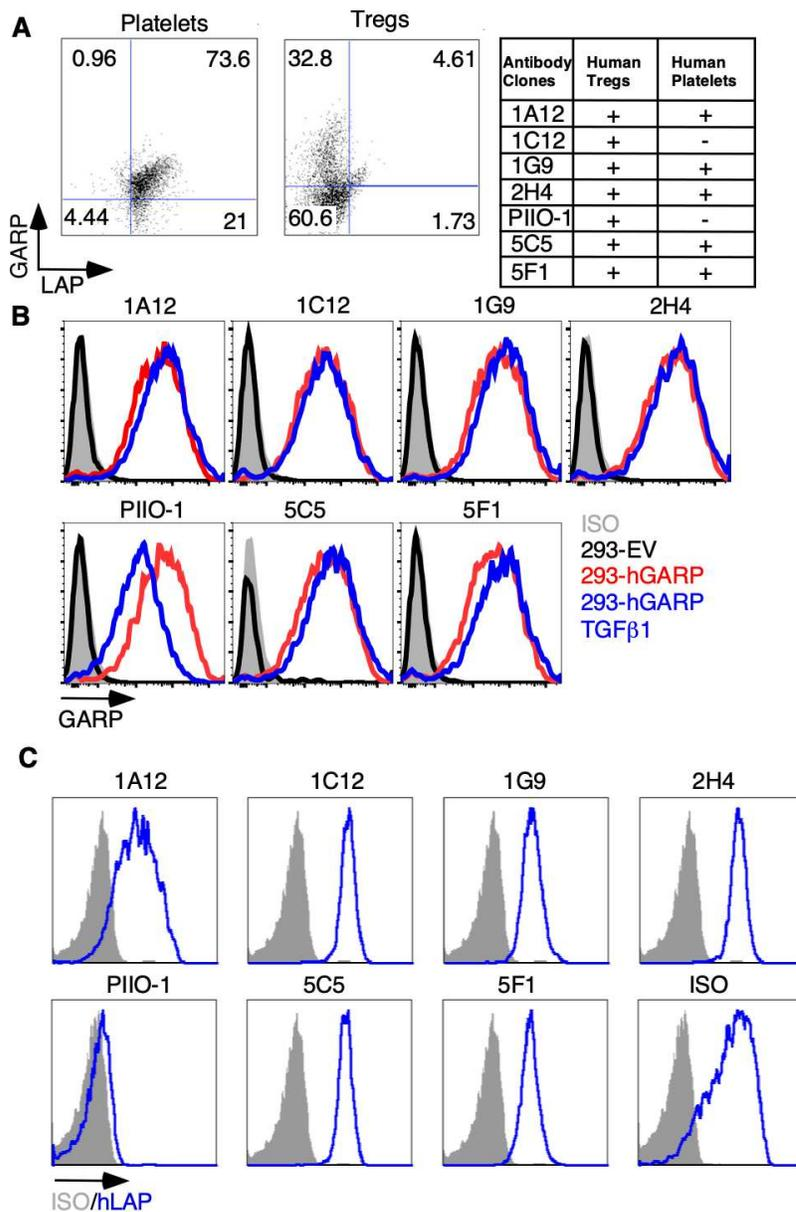 A
Platelets
Tregs
0.96
73.6
4.44
21
32.8
4.61
60.6
1.73
GARP
LAP
Antibody Clones
Human Tregs
Human Platelets
1A12 + +
1C12 + -
1G9 + +
2H4 + +
PIIO-1 + -
5C5 + +
5F1 + +
B
1A12
1C12
1G9
2H4
PIIO-1
5C5
5F1
ISO
293-EV
293-hGARP
293-hGARP
TGFβ1
GARP
C
1A12
1C12
1G9
2H4
PIIO-1
5C5
5F1
ISO
ISO/hLAP